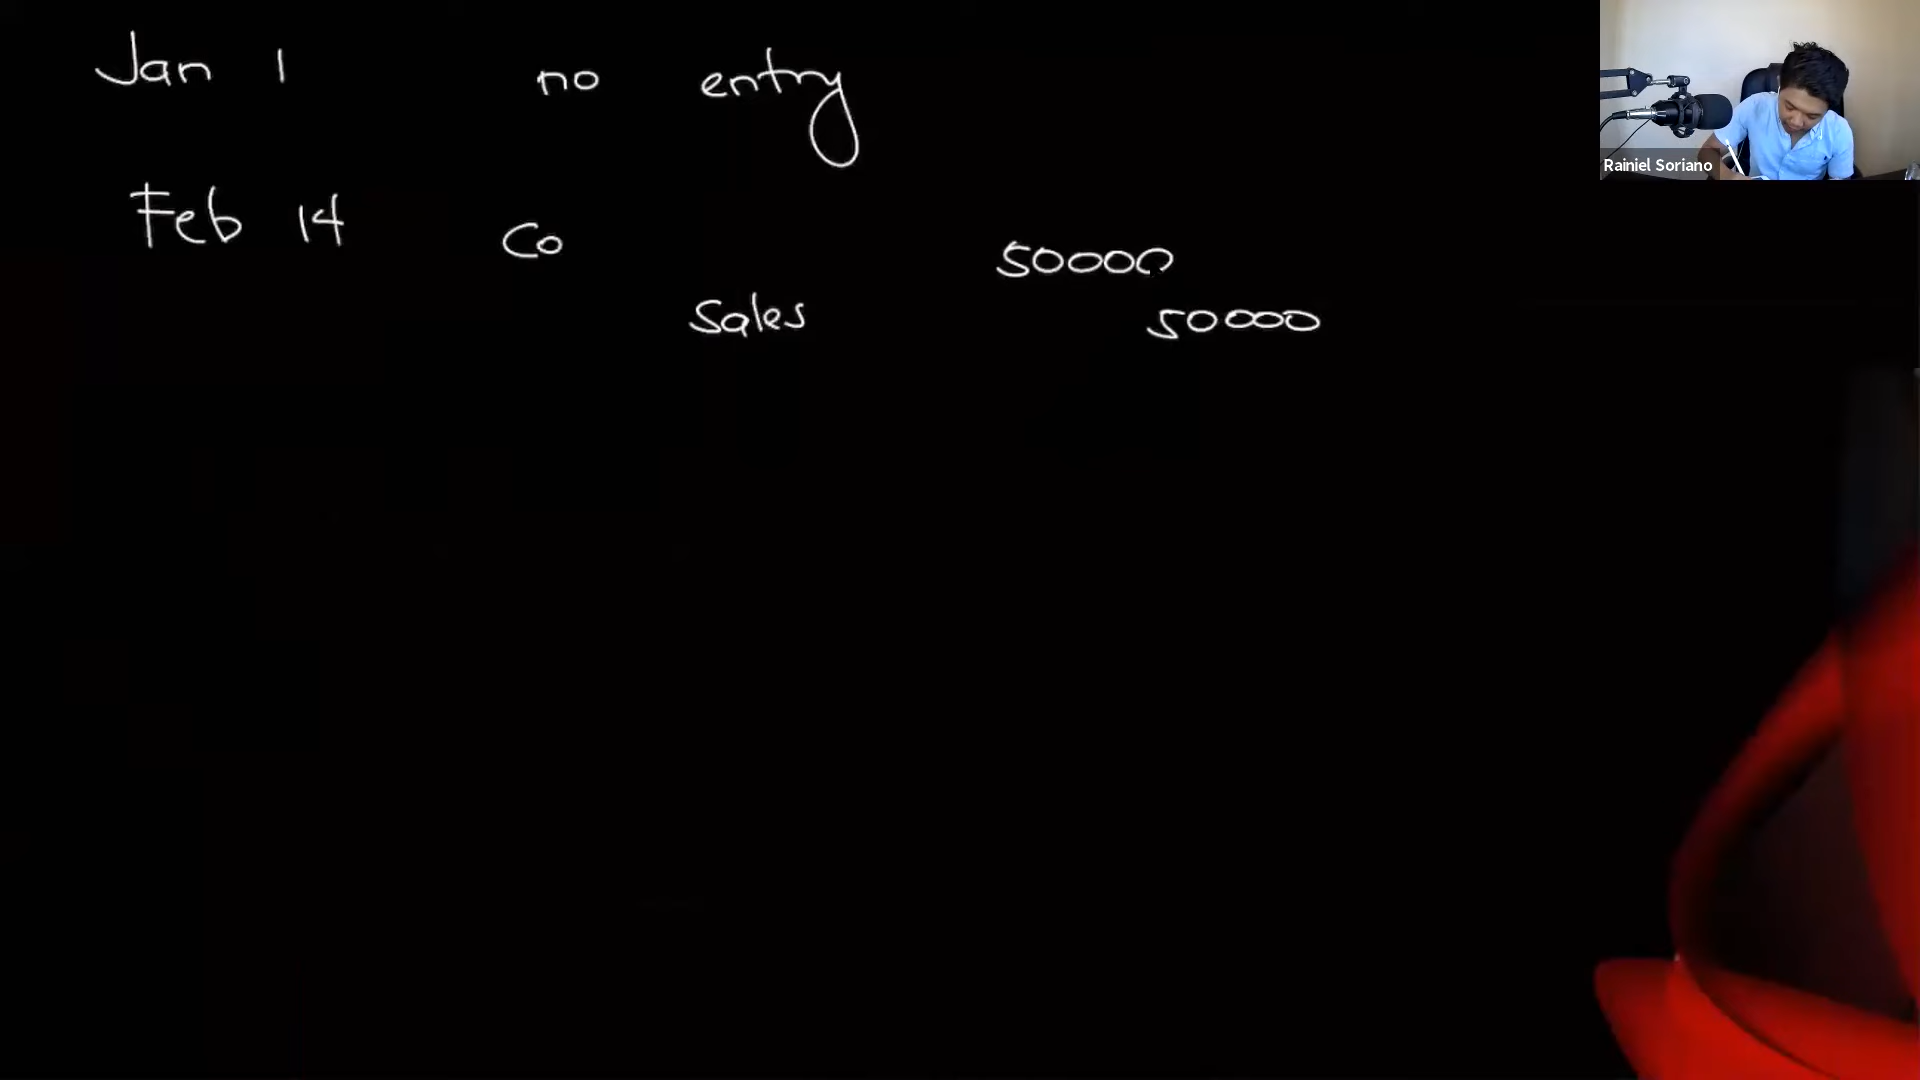 Jan 1 no entry
Feb 14 Co 50000
Sales 50000
Rainiel Soriano